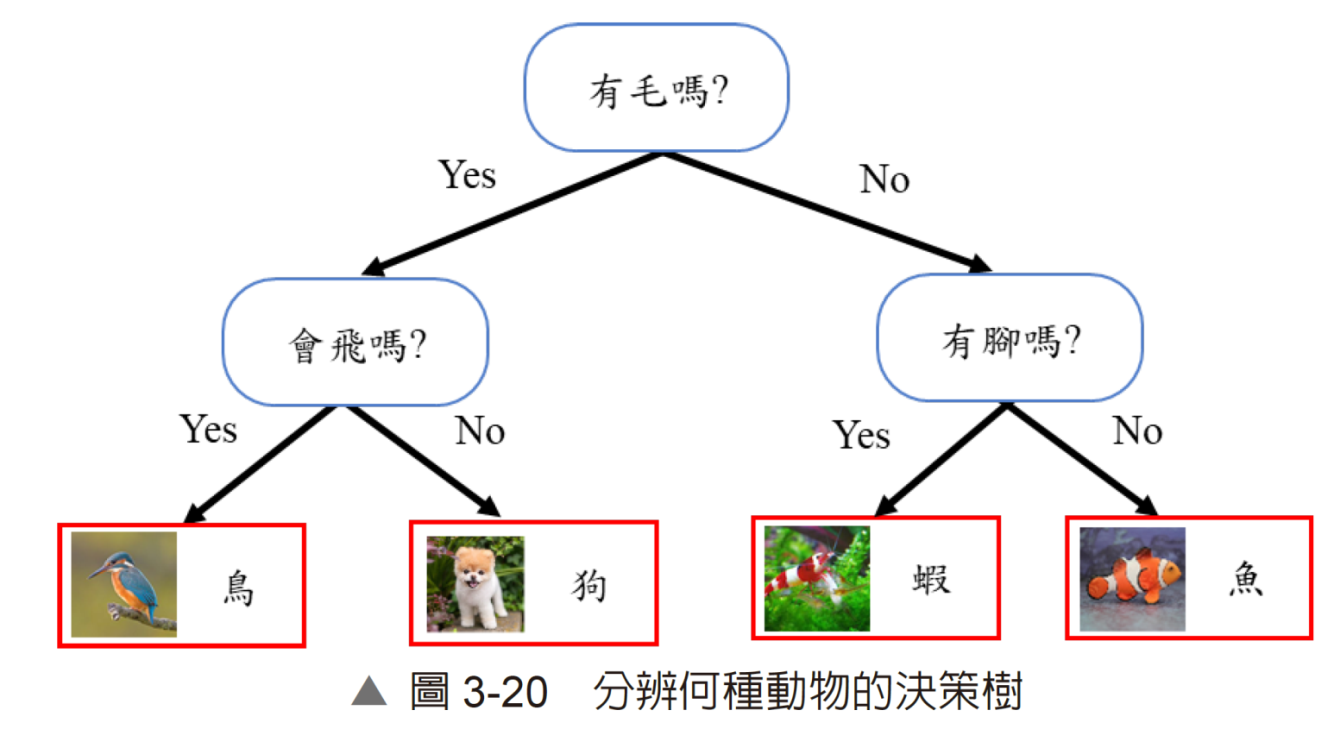 有毛嗎?
Yes
No
會飛嗎?
有腳嗎?
Yes
No
Yes
No
鳥
狗
蝦
魚
▲ 圖 3-20 分辨何種動物的決策樹